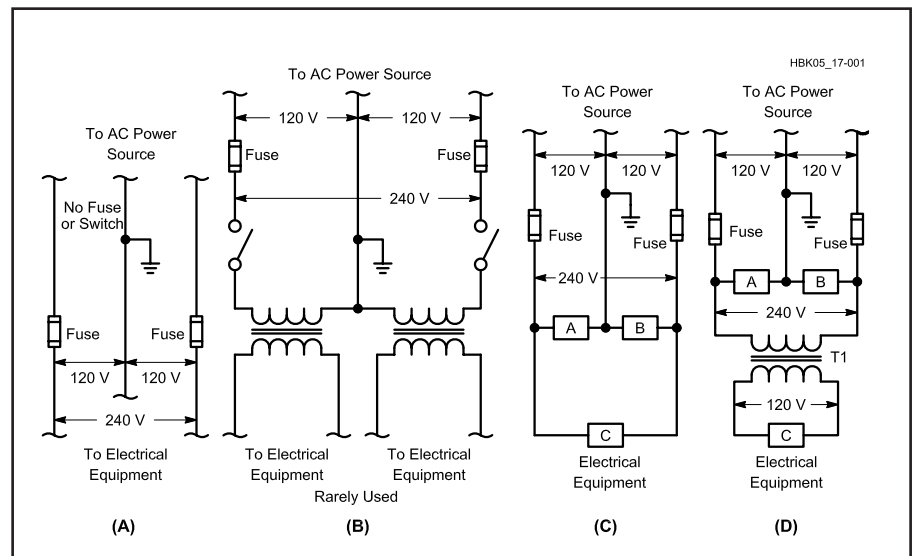 HBK05_17-001
To AC Power
Source
No Fuse
or Switch
Fuse
Fuse
120 V
120 V
240 V
To Electrical
Equipment
(A)
To AC Power Source
120 V
120 V
Fuse
Fuse
240 V
To Electrical
Equipment
To Electrical
Equipment
Rarely Used
(B)
To AC Power
Source
120 V
120 V
Fuse
Fuse
240 V
A
B
C
Electrical
Equipment
(C)
To AC Power
Source
120 V
120 V
Fuse
Fuse
A
B
240 V
T1
120 V
C
Electrical
Equipment
(D)